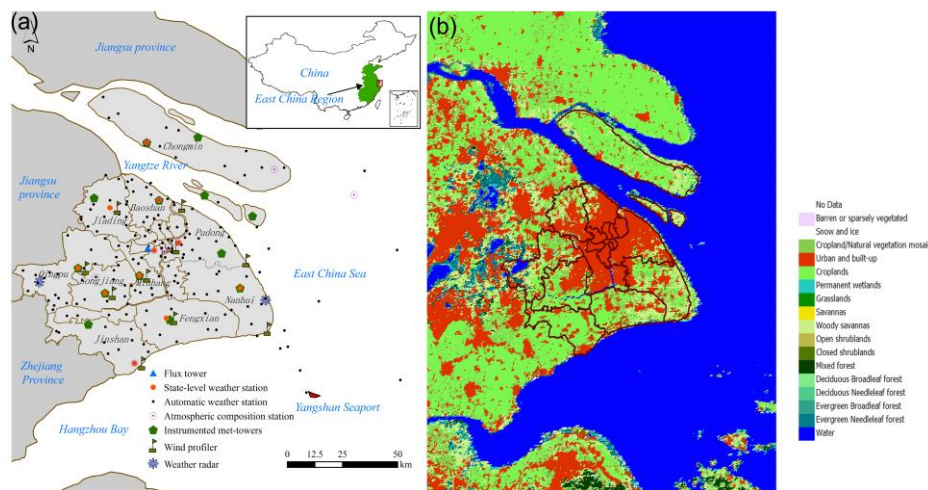 (a)
N
Jiangsu province
China
East China Region
Chongmin
Yangtze River
Jiangsu
province
Baoshan
Jiading
Pudong
East China Sea
Qingpu
Songjiang
Minhang
Nanhui
Fengxian
Jinshan
Zhejiang
Province
Flux tower
State-level weather station
Automatic weather station
Atmospheric composition station
Instrumented met-towers
Wind profiler
Weather radar
Yangshan Seaport
Hangzhou Bay
0 12.5 25 50
km
(b)
No Data
Barren or sparsely vegetated
Snow and ice
Cropland/Natural vegetation mosai
Urban and built-up
Croplands
Permanent wetlands
Grasslands
Savannas
Woody savannas
Open shrublands
Closed shrublands
Mixed forest
Deciduous Broadleaf forest
Deciduous Needleleaf forest
Evergreen Broadleaf forest
Evergreen Needleleaf forest
Water